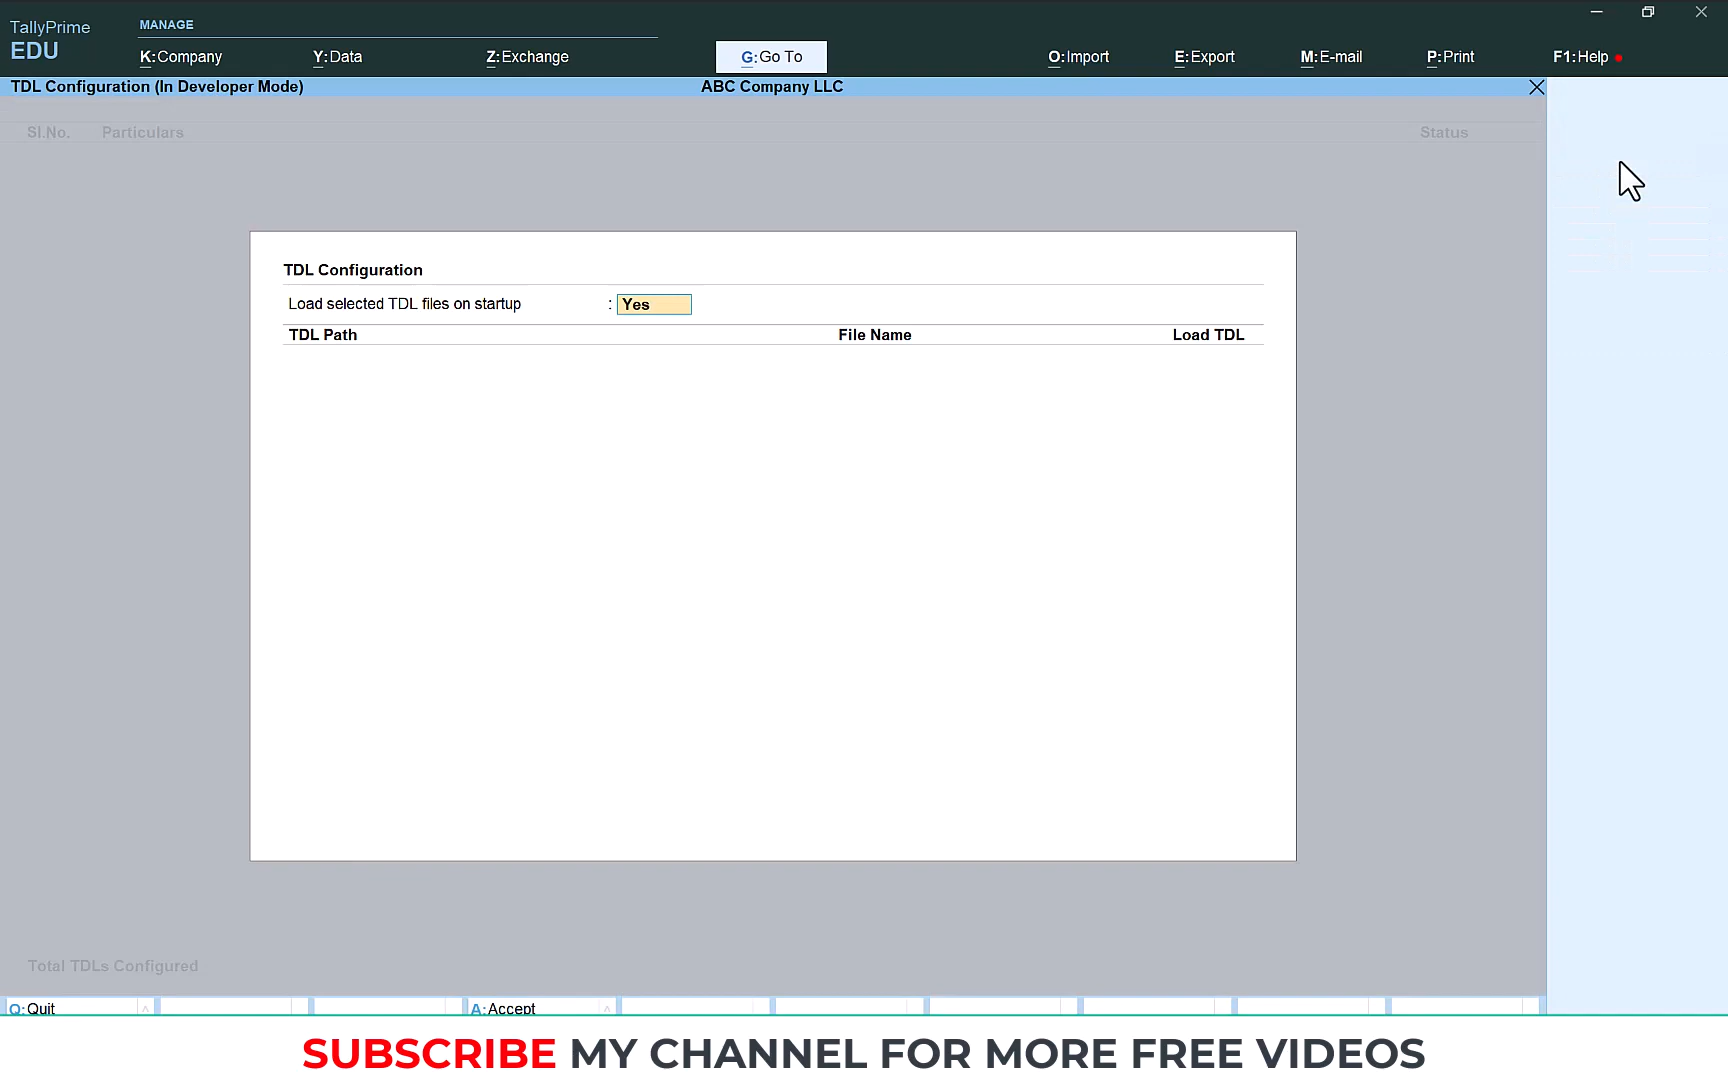 TallyPrime
EDU
MANAGE
K:Company
Y:Data
Z:Exchange
G:Go To
O:Import
E:Export
M:E-mail
P:Print
F1:Help
TDL Configuration (In Developer Mode)
ABC Company LLC
Sl.No. Particulars
Status
TDL Configuration
Load selected TDL files on startup : Yes
TDL Path File Name Load TDL
Total TDLs Configured
Q:Quit
A:Accept
SUBSCRIBE MY CHANNEL FOR MORE FREE VIDEOS